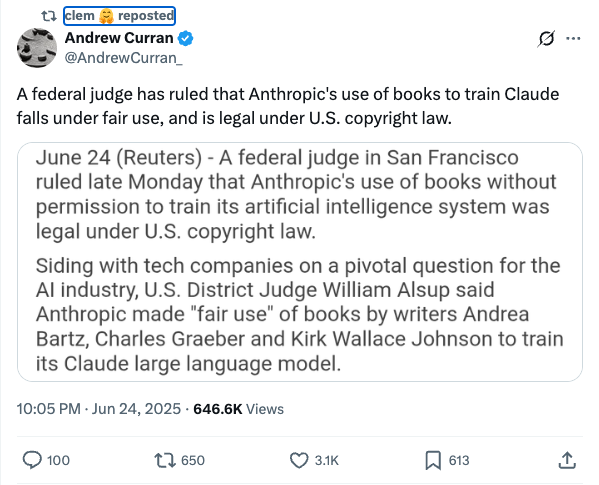 clem 🤗 reposted
Andrew Curran
@AndrewCurran_
A federal judge has ruled that Anthropic's use of books to train Claude
falls under fair use, and is legal under U.S. copyright law.
June 24 (Reuters) - A federal judge in San Francisco
ruled late Monday that Anthropic's use of books without
permission to train its artificial intelligence system was
legal under U.S. copyright law.
Siding with tech companies on a pivotal question for the
AI industry, U.S. District Judge William Alsup said
Anthropic made "fair use" of books by writers Andrea
Bartz, Charles Graeber and Kirk Wallace Johnson to train
its Claude large language model.
10:05 PM · Jun 24, 2025 · 646.6K Views
100 650 3.1K 613